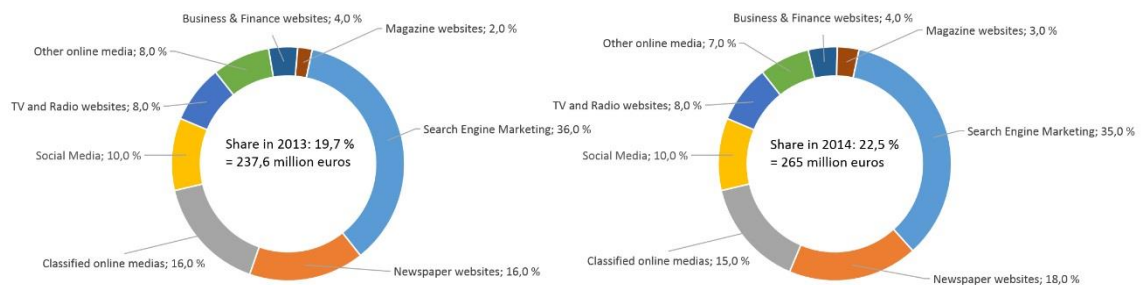 Business & Finance websites; 4,0 %
Magazine websites; 2,0 %
Other online media; 8,0 %
TV and Radio websites; 8,0 %
Search Engine Marketing; 36,0 %
Share in 2013: 19,7 %
= 237,6 million euros
Social Media; 10,0 %
Classified online medias; 16,0 %
Newspaper websites; 16,0 %
Business & Finance websites; 4,0 %
Magazine websites; 3,0 %
Other online media; 7,0 %
TV and Radio websites; 8,0 %
Search Engine Marketing; 35,0 %
Share in 2014: 22,5 %
= 265 million euros
Social Media; 10,0 %
Classified online medias; 15,0 %
Newspaper websites; 18,0 %